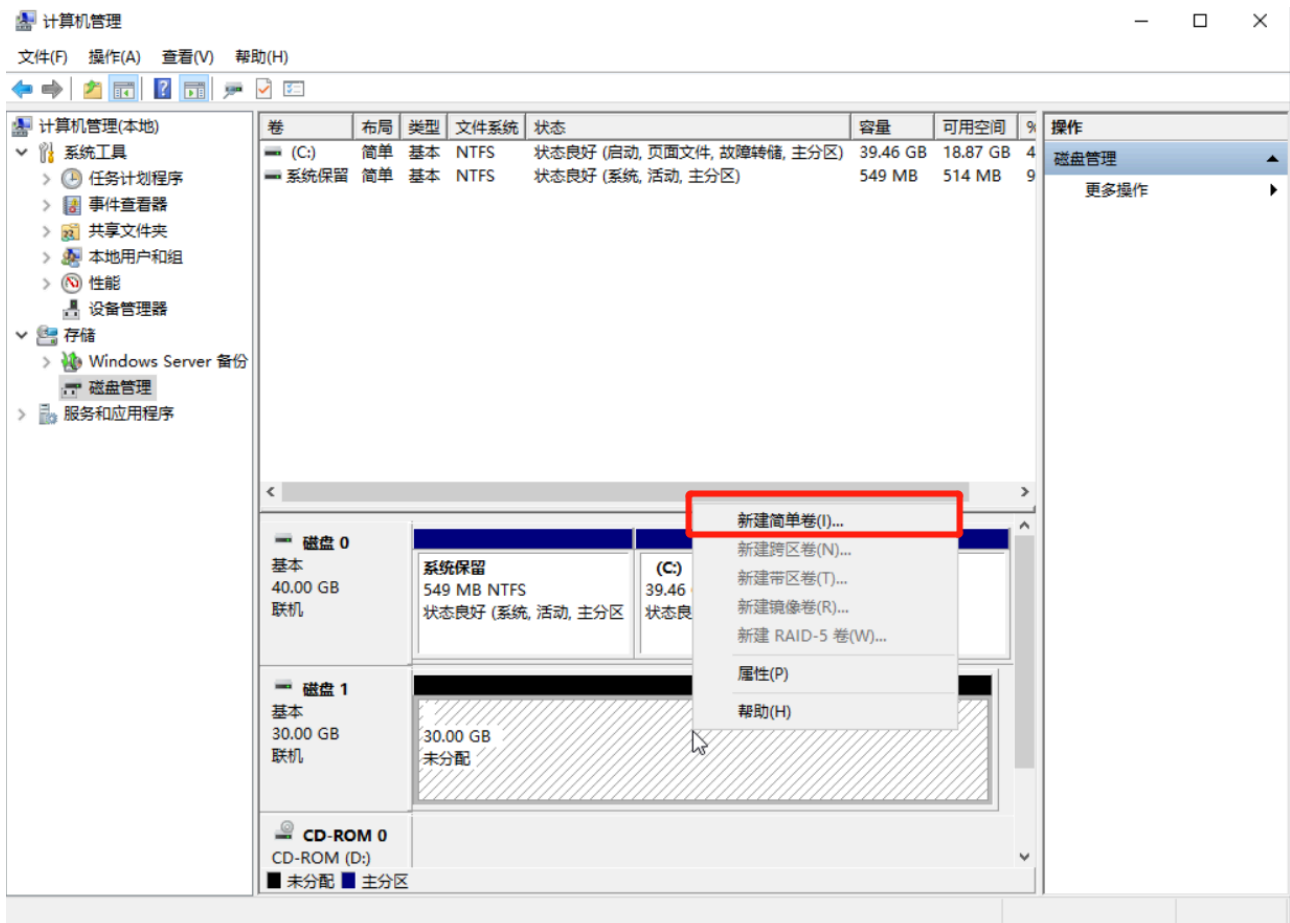 计算机管理
文件(F) 操作(A) 查看(V) 帮助(H)
计算机管理(本地)
系统工具
任务计划程序
事件查看器
共享文件夹
本地用户和组
性能
设备管理器
存储
Windows Server 备份
磁盘管理
服务和应用程序
卷 布局 类型 文件系统 状态 容量 可用空间 %
(C:) 简单 基本 NTFS 状态良好 (启动, 页面文件, 故障转储, 主分区) 39.46 GB 18.87 GB 4
系统保留 简单 基本 NTFS 状态良好 (系统, 活动, 主分区) 549 MB 514 MB 9
磁盘 0
基本
40.00 GB
联机
系统保留
549 MB NTFS
状态良好 (系统, 活动, 主分区
(C:)
39.46
状态良
磁盘 1
基本
30.00 GB
联机
30.00 GB
未分配
CD-ROM 0
CD-ROM (D:)
未分配 主分区
新建简单卷(I)...
新建跨区卷(N)...
新建带区卷(T)...
新建镜像卷(R)...
新建 RAID-5 卷(W)...
属性(P)
帮助(H)
操作
磁盘管理
更多操作